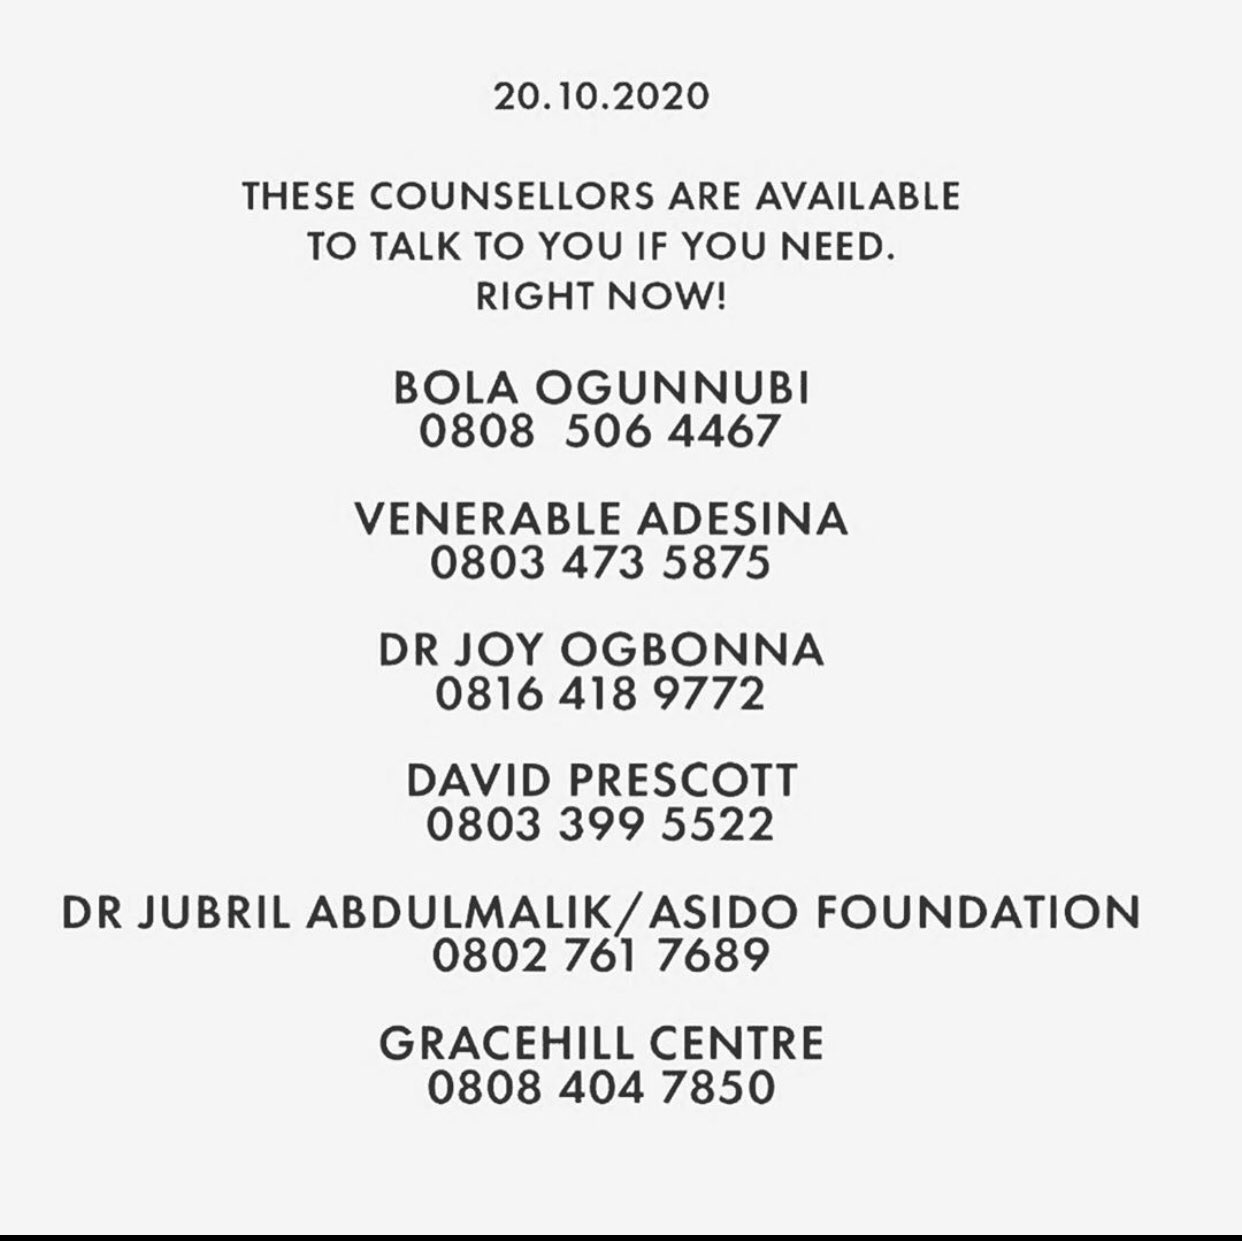 20.10.2020
THESE COUNSELLORS ARE AVAILABLE
TO TALK TO YOU IF YOU NEED.
RIGHT NOW!
BOLA OGUNNUBI
0808  506 4467
VENERABLE ADESINA
0803 473 5875
DR JOY OGBONNA
0816 418 9772
DAVID PRESCOTT
0803 399 5522
DR JUBRIL ABDULMALIK/ASIDO FOUNDATION
0802 761 7689
GRACEHILL CENTRE
0808 404 7850